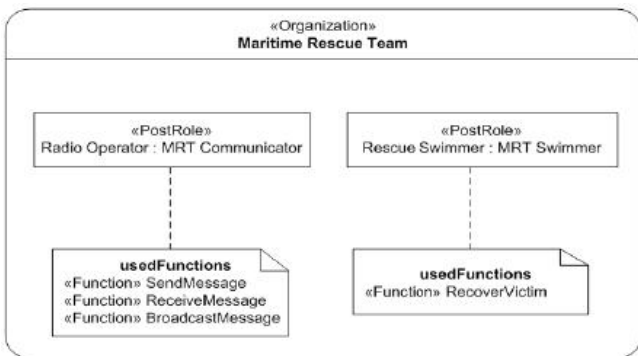 «Organization»
Maritime Rescue Team
«PostRole»
Radio Operator : MRT Communicator
«PostRole»
Rescue Swimmer : MRT Swimmer
usedFunctions
«Function» SendMessage
«Function» ReceiveMessage
«Function» BroadcastMessage
usedFunctions
«Function» RecoverVictim